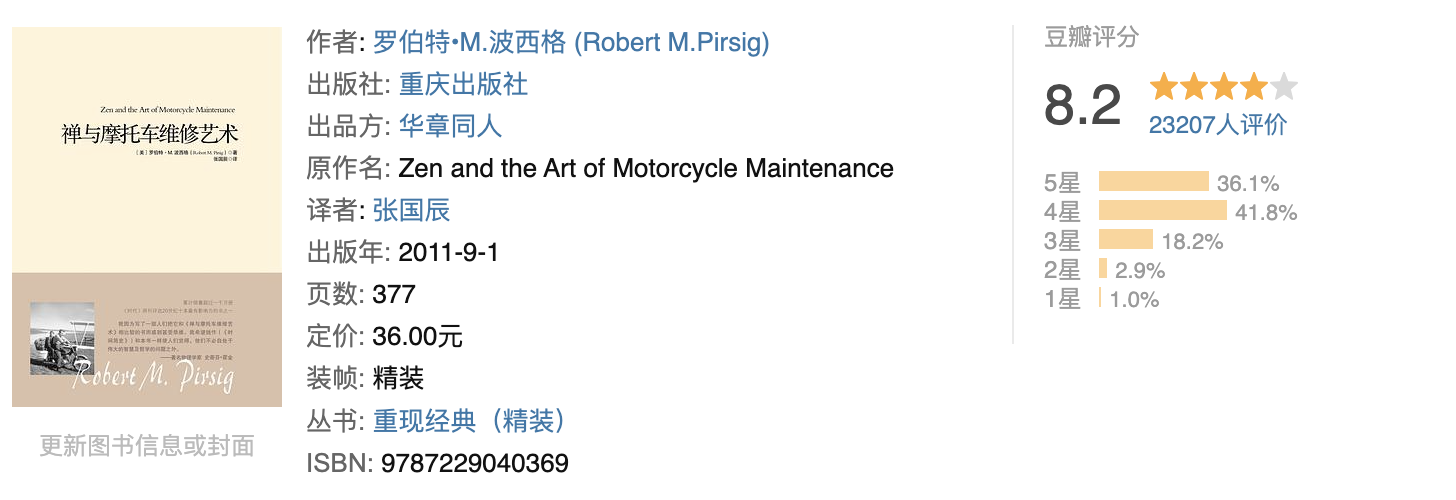 Zen and the Art of Motorcycle Maintenance
禅与摩托车维修艺术
[美] 罗伯特·M. 波西格 (Robert M. Pirsig) ◎著
张国辰◎译
Robert M. Pirsig
更新图书信息或封面
作者: 罗伯特•M.波西格 (Robert M.Pirsig)
出版社: 重庆出版社
出品方: 华章同人
原作名: Zen and the Art of Motorcycle Maintenance
译者: 张国辰
出版年: 2011-9-1
页数: 377
定价: 36.00元
装帧: 精装
丛书: 重现经典（精装）
ISBN: 9787229040369
豆瓣评分
8.2
23207人评价
5星 36.1%
4星 41.8%
3星 18.2%
2星 2.9%
1星 1.0%